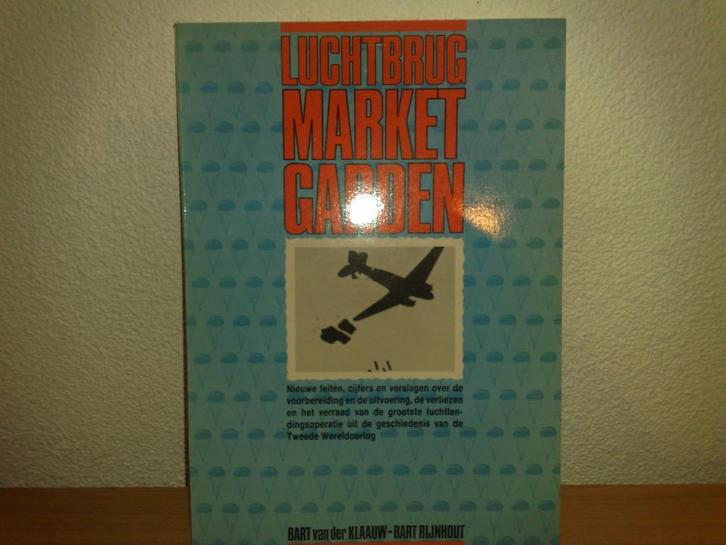 LUCHTBRUG
MARKET
GARDEN
Nieuwe feiten, cijfers en verslagen over de
voorbereiding en de uitvoering, de verliezen
en het verraad van de grootste luchtlan-
dingsoperatie uit de geschiedenis van de
Tweede Wereldoorlog
BART van der KLAAUW-BART RIJNHOUT